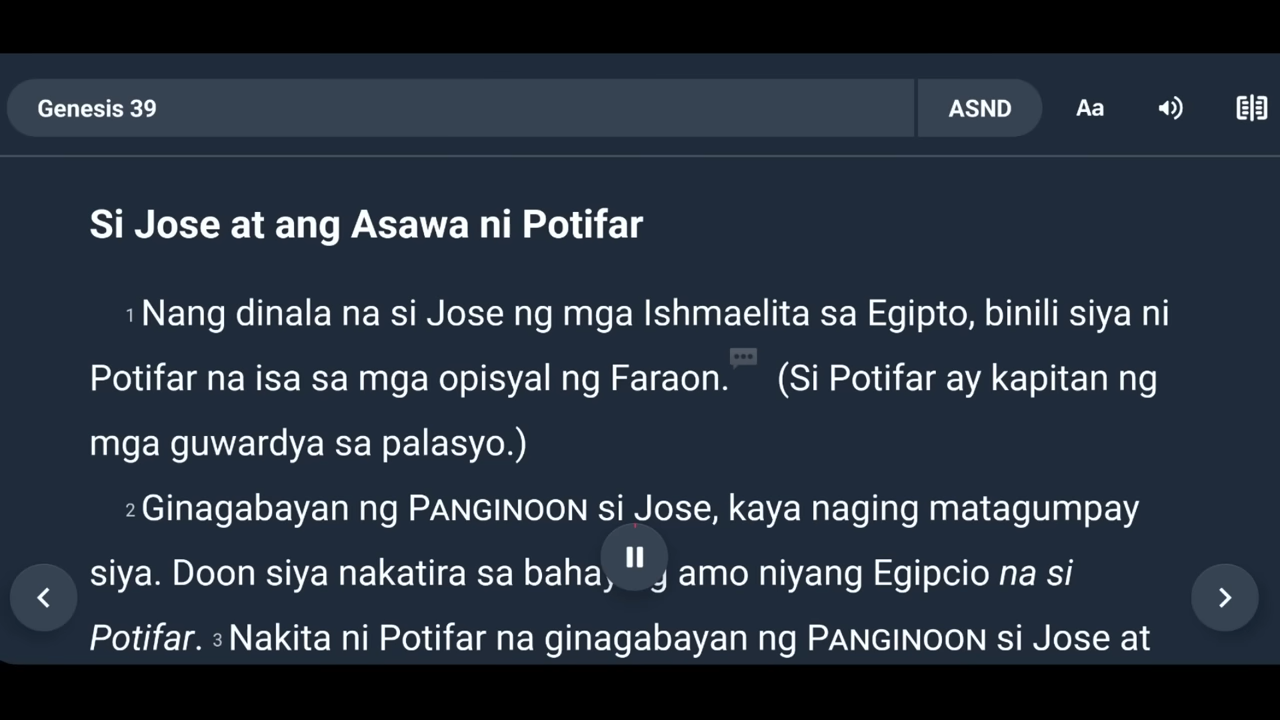 Genesis 39 ASND Aa
Si Jose at ang Asawa ni Potifar
1 Nang dinala na si Jose ng mga Ishmaelita sa Egipto, binili siya ni
Potifar na isa sa mga opisyal ng Faraon. (Si Potifar ay kapitan ng
mga guwardya sa palasyo.)
2 Ginagabayan ng PANGINOON si Jose, kaya naging matagumpay
siya. Doon siya nakatira sa bahay amo niyang Egipcio na si
Potifar. 3 Nakita ni Potifar na ginagabayan ng PANGINOON si Jose at